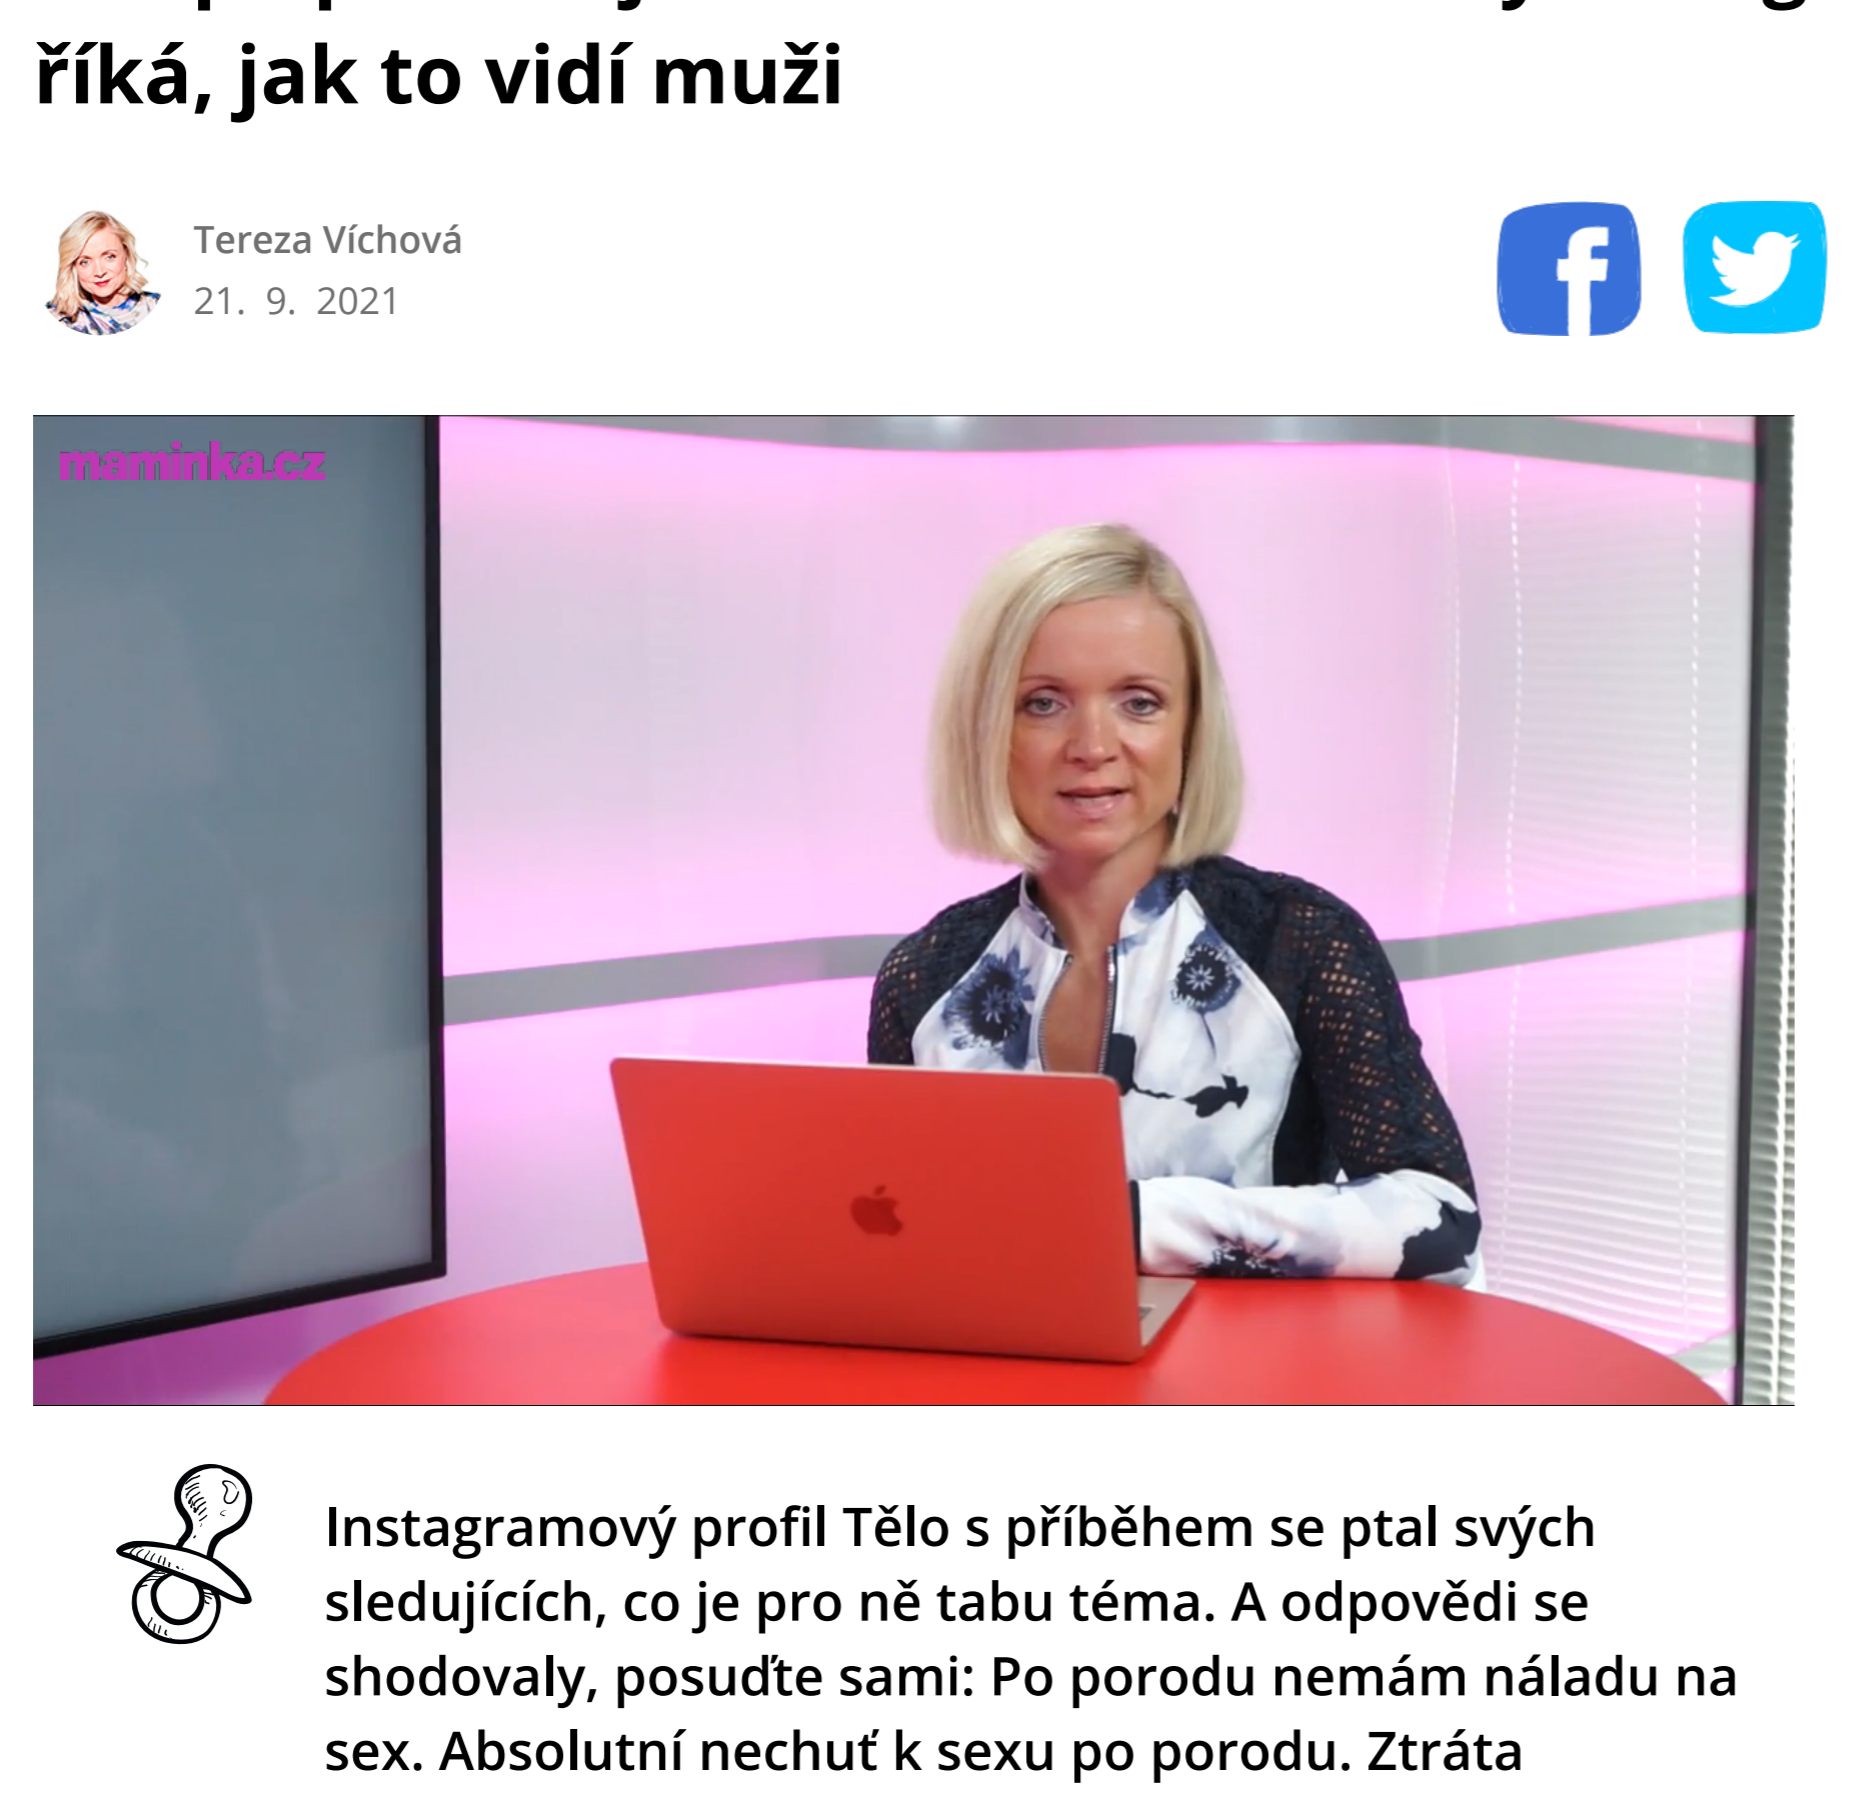 říká, jak to vidí muži
Tereza Víchová
21. 9. 2021
maminka.cz
Instagramový profil Tělo s příběhem se ptal svých
sledujících, co je pro ně tabu téma. A odpovědi se
shodovaly, posuďte sami: Po porodu nemám náladu na
sex. Absolutní nechuť k sexu po porodu. Ztráta